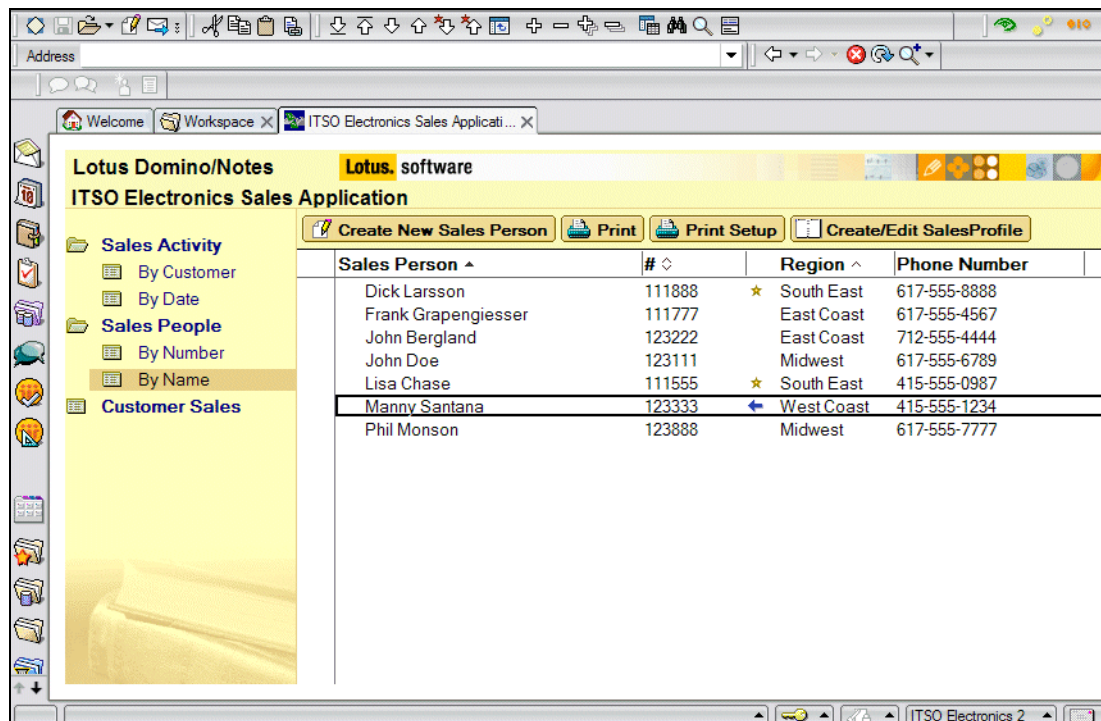 Address
Welcome Workspace ITSO Electronics Sales Applicati...
Lotus Domino/Notes Lotus. software
ITSO Electronics Sales Application
Create New Sales Person Print Print Setup Create/Edit SalesProfile
Sales Activity
By Customer
By Date
Sales People
By Number
By Name
Customer Sales
Sales Person # Region Phone Number
Dick Larsson 111888 South East 617-555-8888
Frank Grapengiesser 111777 East Coast 617-555-4567
John Bergland 123222 East Coast 712-555-4444
John Doe 123111 Midwest 617-555-6789
Lisa Chase 111555 South East 415-555-0987
Manny Santana 123333 West Coast 415-555-1234
Phil Monson 123888 Midwest 617-555-7777
ITSO Electronics 2